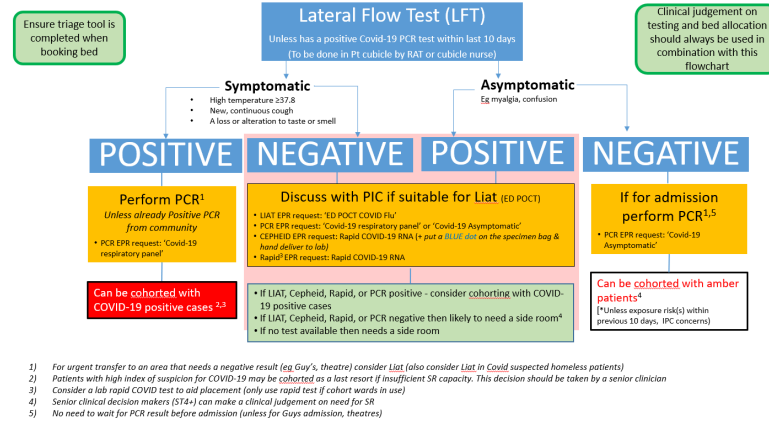 Ensure triage tool is
completed when
booking bed
Lateral Flow Test (LFT)
Unless has a positive Covid-19 PCR test within last 10 days
(To be done in Pt cubicle by RAT or cubicle nurse)
Clinical judgement on
testing and bed allocation
should always be used in
combination with this
flowchart
Symptomatic
• High temperature ≥37.8
• New, continuous cough
• A loss or alteration to taste or smell
Asymptomatic
Eg myalgia, confusion
POSITIVE
NEGATIVE
POSITIVE
NEGATIVE
Perform PCR1
Unless already Positive PCR
from community
• PCR EPR request: 'Covid-19
respiratory panel'
Discuss with PIC if suitable for Liat (ED POCT)
• LIAT EPR request: 'ED POCT COVID Flu'
• PCR EPR request: 'Covid-19 respiratory panel' or 'Covid-19 Asymptomatic'
• CEPHEID EPR request: Rapid COVID-19 RNA (+ put a BLUE dot on the specimen bag &
hand deliver to lab)
• Rapid3 EPR request: Rapid COVID-19 RNA
If for admission
perform PCR1,5
• PCR EPR request: 'Covid-19
Asymptomatic'
Can be cohorted with
COVID-19 positive cases 2,3
• If LIAT, Cepheid, Rapid, or PCR positive - consider cohorting with COVID-
19 positive cases
• If LIAT, Cepheid, Rapid, or PCR negative then likely to need a side room4
• If no test available then needs a side room
Can be cohorted with amber
patients4
[*Unless exposure risk(s) within
previous 10 days, IPC concerns)
1) For urgent transfer to an area that needs a negative result (eg Guy's, theatre) consider Liat (also consider Liat in Covid suspected homeless patients)
2) Patients with high index of suspicion for COVID-19 may be cohorted as a last resort if insufficient SR capacity. This decision should be taken by a senior clinician
3) Consider a lab rapid COVID test to aid placement (only use rapid test if cohort wards in use)
4) Senior clinical decision makers (ST4+) can make a clinical judgement on need for SR
5) No need to wait for PCR result before admission (unless for Guys admission, theatres)